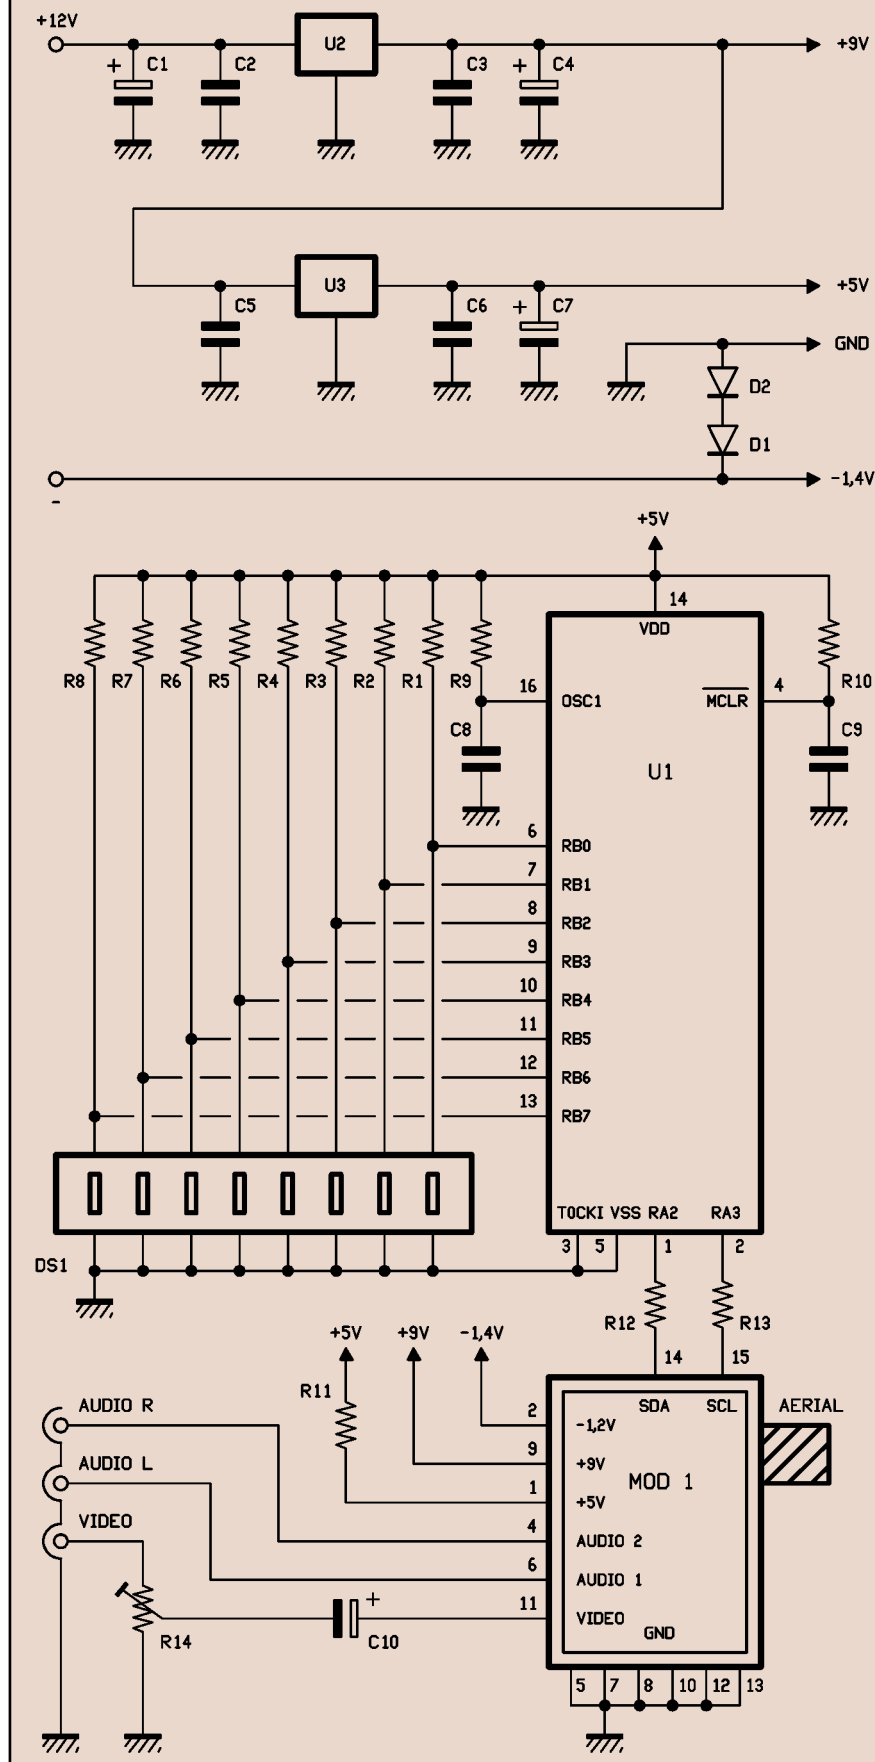 +12V
U2
+9V
+ C1
C2
C3
+ C4
U3
+5V
C5
C6
+ C7
GND
D2
D1
-
-1,4V
+5V
14
VDD
R8 R7 R6 R5 R4 R3 R2 R1 R9
R10
16
OSC1
MCLR
4
C8
C9
U1
6
RB0
7
RB1
8
RB2
9
RB3
10
RB4
11
RB5
12
RB6
13
RB7
T0CKI VSS RA2 RA3
3 5 1 2
DS1
R12
R13
+5V
+9V
-1,4V
14
15
R11
AUDIO R
2
SDA
SCL
AERIAL
-1,2V
AUDIO L
9
+9V
MOD 1
1
+5V
VIDEO
4
AUDIO 2
6
AUDIO 1
+
11
VIDEO
R14
C10
GND
5 7 8 10 12 13